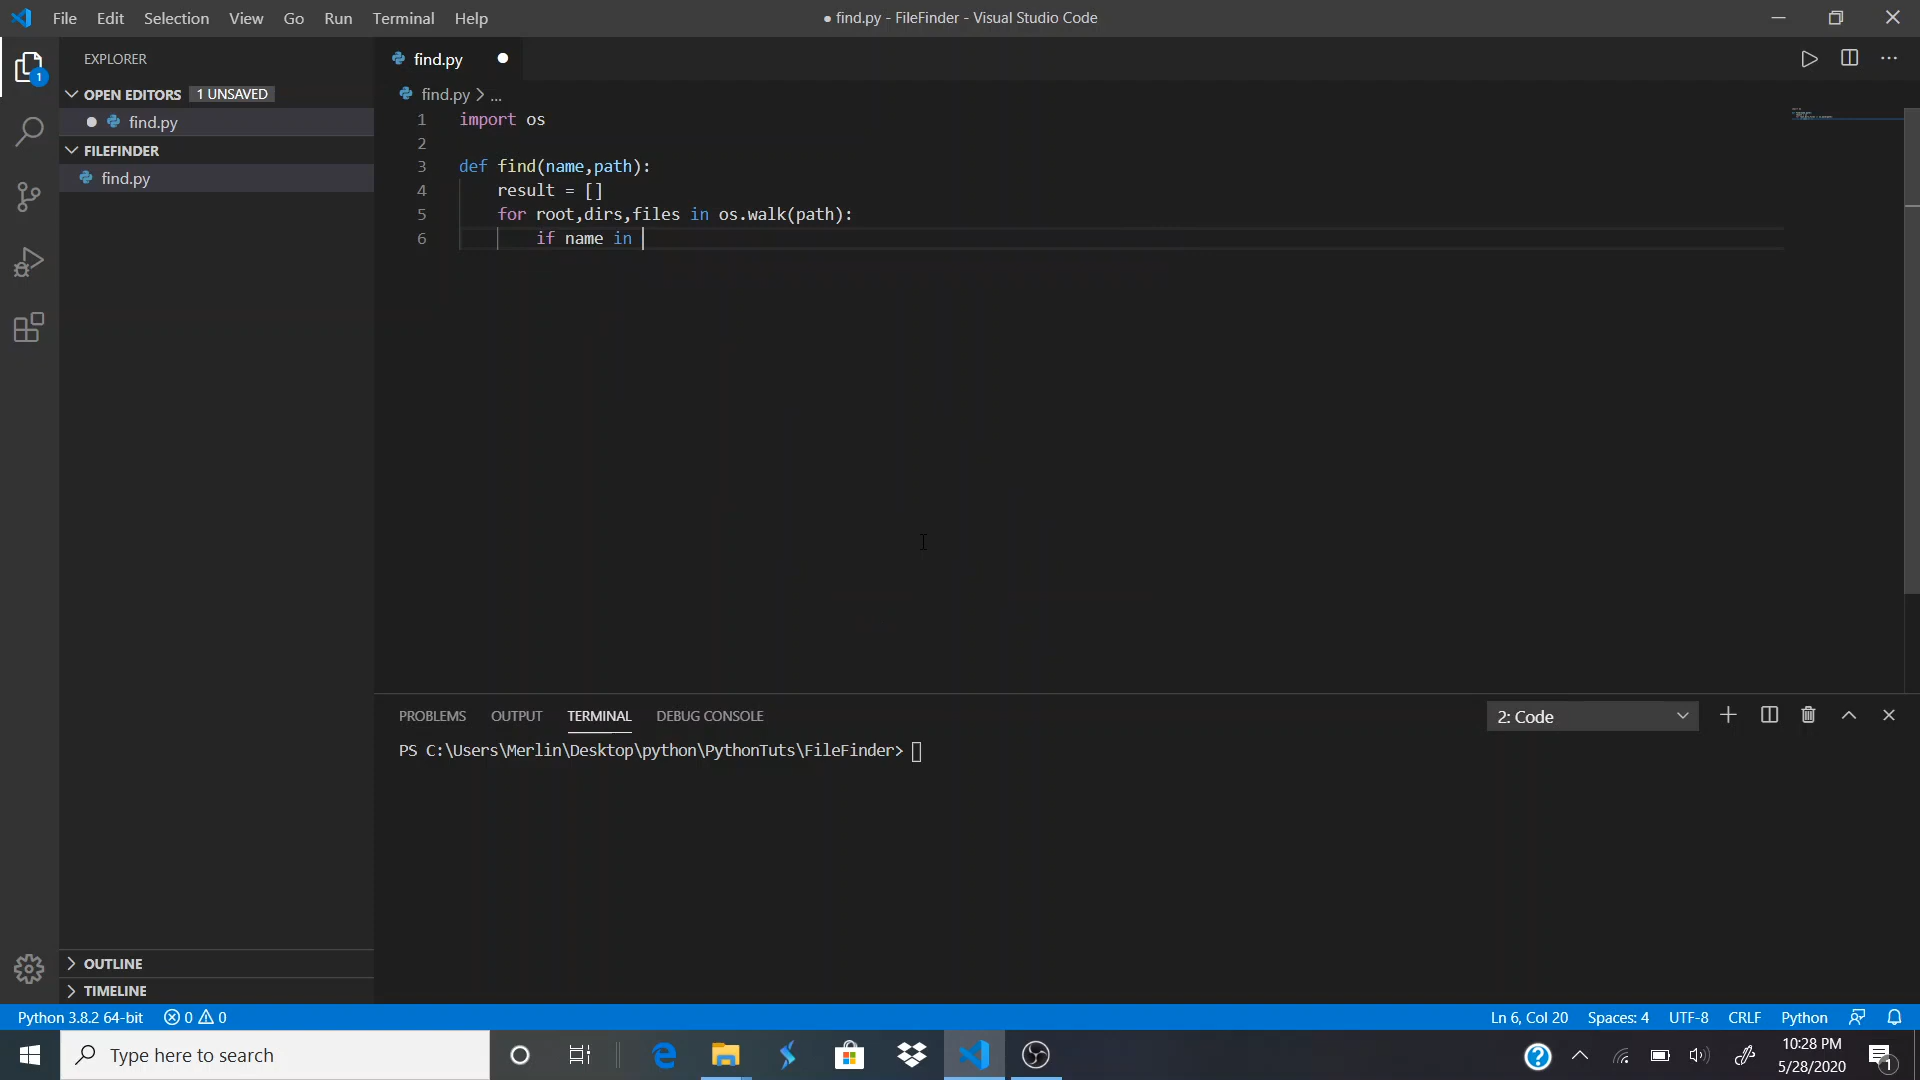 File Edit Selection View Go Run Terminal Help
● find.py - FileFinder - Visual Studio Code
EXPLORER
1
OPEN EDITORS 1 UNSAVED
find.py
FILEFINDER
find.py
find.py
find.py > ...
1 import os
2
3 def find(name,path):
4 result = []
5 for root,dirs,files in os.walk(path):
6 if name in
PROBLEMS OUTPUT TERMINAL DEBUG CONSOLE
2: Code
PS C:\Users\Merlin\Desktop\python\PythonTuts\FileFinder>
OUTLINE
TIMELINE
Python 3.8.2 64-bit 0 0
Ln 6, Col 20 Spaces: 4 UTF-8 CRLF Python
Type here to search
10:28 PM
5/28/2020
1